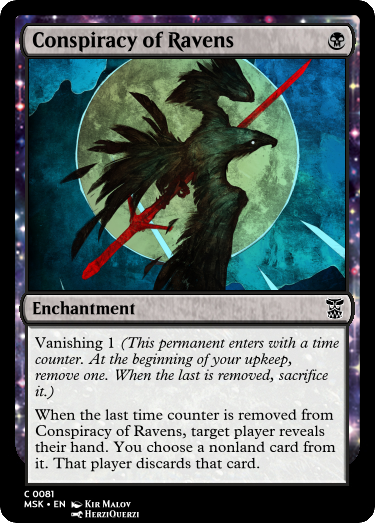 Conspiracy of Ravens
Enchantment
Vanishing 1 (This permanent enters with a time
counter. At the beginning of your upkeep,
remove one. When the last is removed, sacrifice
it.)
When the last time counter is removed from
Conspiracy of Ravens, target player reveals
their hand. You choose a nonland card from
it. That player discards that card.
C 0081
MSK • EN Kir Malov
HerziQuerzi